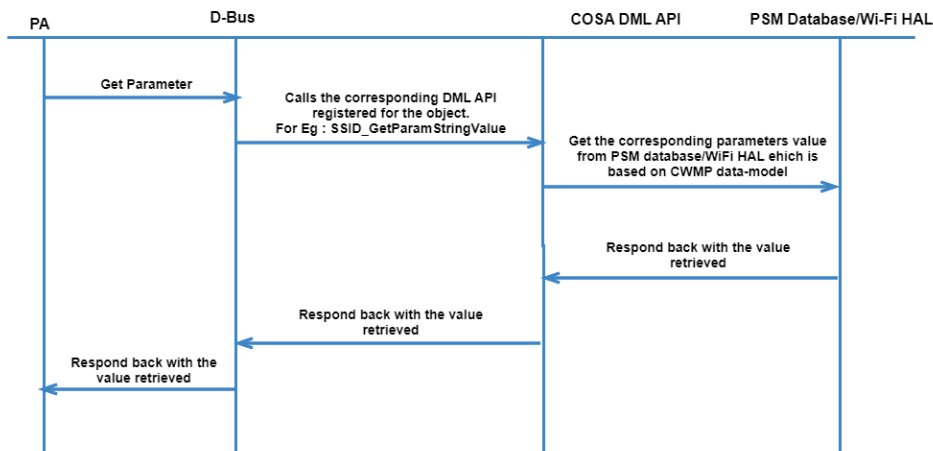 PA
D-Bus
COSA DML API
PSM Database/Wi-Fi HAL
Get Parameter
Calls the corresponding DML API
registered for the object.
For Eg : SSID_GetParamStringValue
Get the corresponding parameters value
from PSM database/WiFi HAL ehich is
based on CWMP data-model
Respond back with the value
retrieved
Respond back with the value
retrieved
Respond back with the
value retrieved